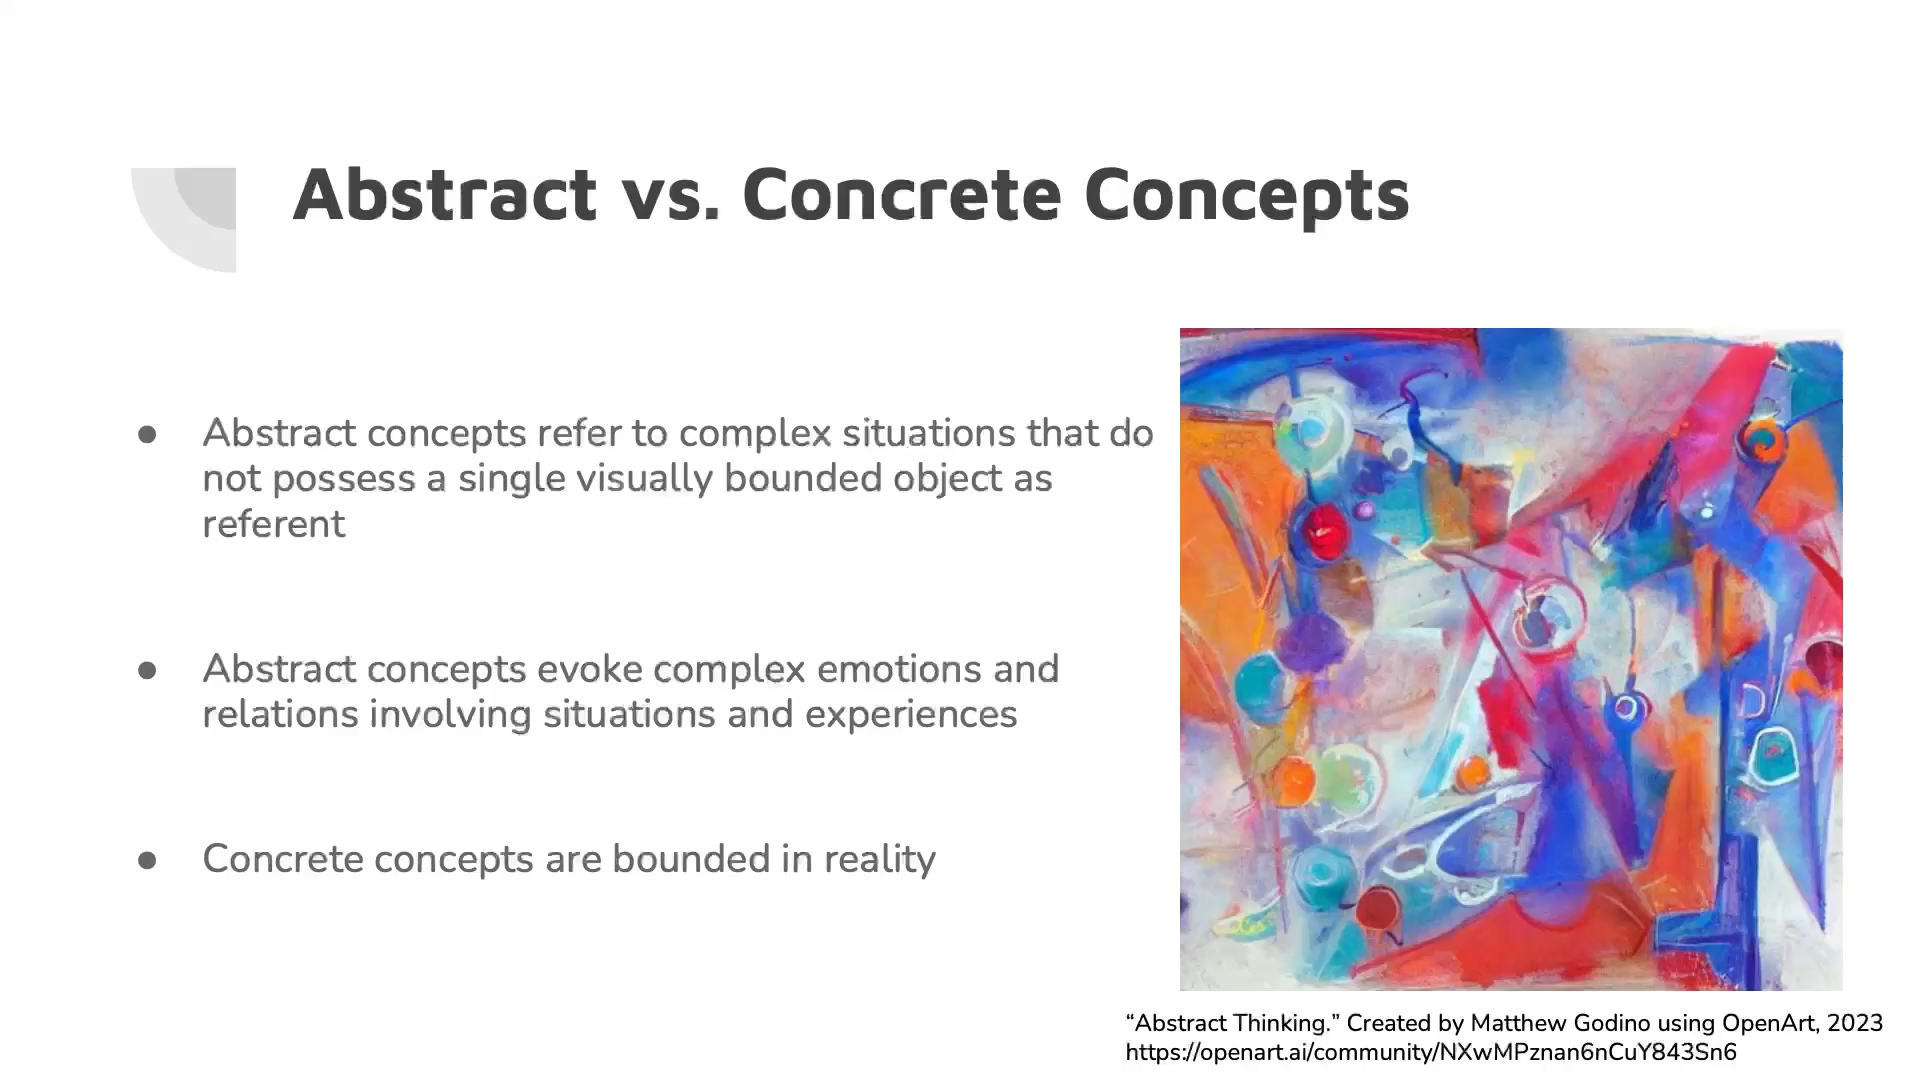 Abstract vs. Concrete Concepts
● Abstract concepts refer to complex situations that do
not possess a single visually bounded object as
referent
● Abstract concepts evoke complex emotions and
relations involving situations and experiences
● Concrete concepts are bounded in reality
“Abstract Thinking.” Created by Matthew Godino using OpenArt, 2023
https://openart.ai/community/NXwMPznan6nCuY843Sn6